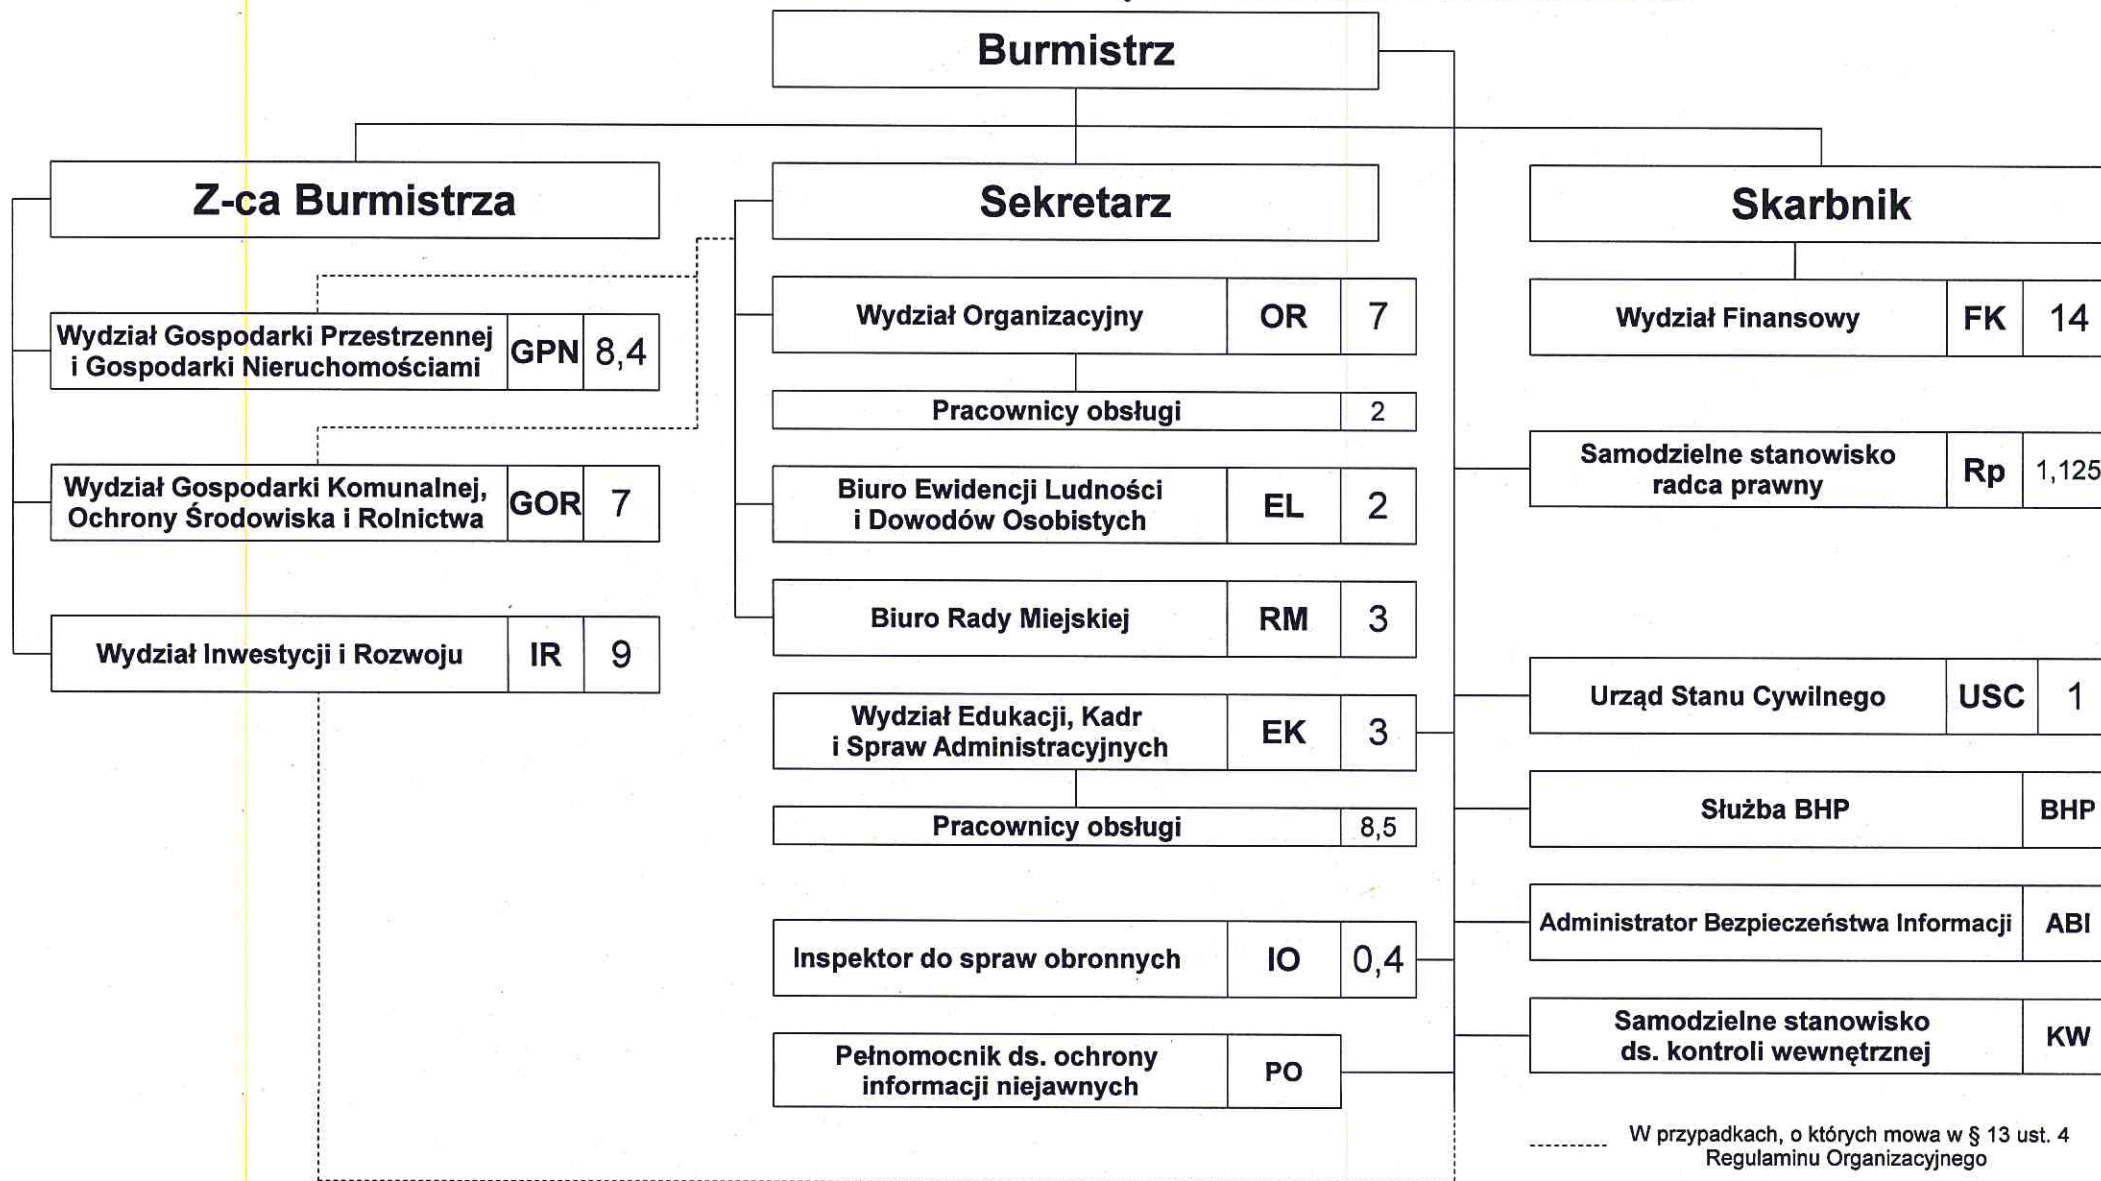 Burmistrz
Z-ca Burmistrza
Sekretarz
Skarbnik
Wydział Gospodarki Przestrzennej
i Gospodarki Nieruchomościami
GPN
8,4
Wydział Gospodarki Komunalnej,
Ochrony Środowiska i Rolnictwa
GOR
7
Wydział Inwestycji i Rozwoju
IR
9
Wydział Organizacyjny
OR
7
Pracownicy obsługi
2
Biuro Ewidencji Ludności
i Dowodów Osobistych
EL
2
Biuro Rady Miejskiej
RM
3
Wydział Edukacji, Kadr
i Spraw Administracyjnych
EK
3
Pracownicy obsługi
8,5
Inspektor do spraw obronnych
IO
0,4
Pełnomocnik ds. ochrony
informacji niejawnych
PO
Wydział Finansowy
FK
14
Samodzielne stanowisko
radca prawny
Rp
1,125
Urząd Stanu Cywilnego
USC
1
Służba BHP
BHP
Administrator Bezpieczeństwa Informacji
ABI
Samodzielne stanowisko
ds. kontroli wewnętrznej
KW
W przypadkach, o których mowa w § 13 ust. 4
Regulaminu Organizacyjnego